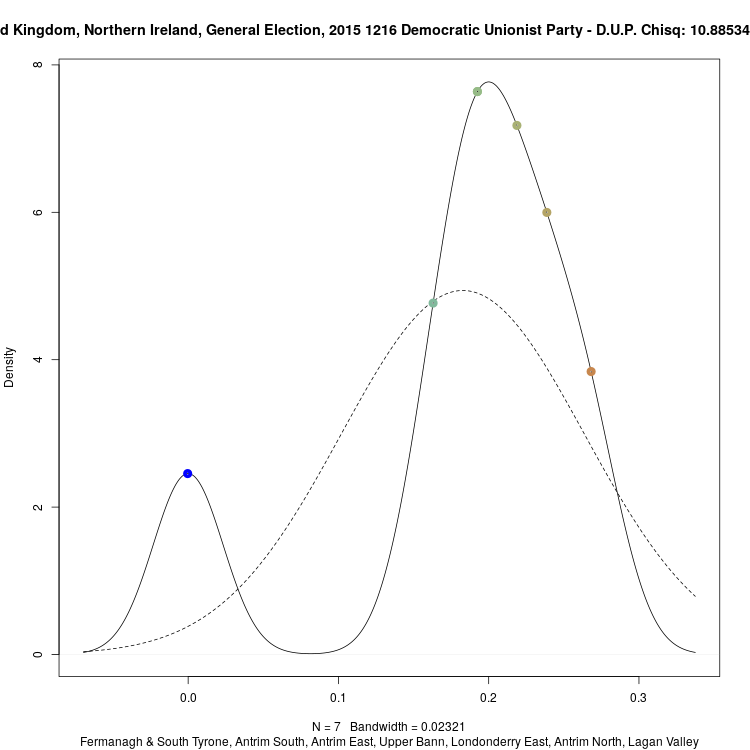 d Kingdom, Northern Ireland, General Election, 2015 1216 Democratic Unionist Party - D.U.P. Chisq: 10.88534
8
6
Density
4
2
0
0.0 0.1 0.2 0.3
N = 7 Bandwidth = 0.02321
Fermanagh & South Tyrone, Antrim South, Antrim East, Upper Bann, Londonderry East, Antrim North, Lagan Valley